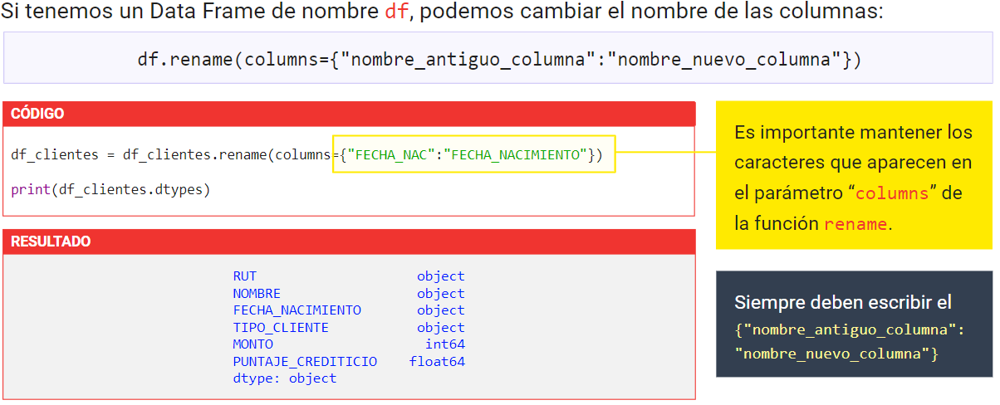 Si tenemos un Data Frame de nombre df, podemos cambiar el nombre de las columnas:
df.rename(columns={"nombre_antiguo_columna":"nombre_nuevo_columna"})
CÓDIGO
df_clientes = df_clientes.rename(columns={"FECHA_NAC":"FECHA_NACIMIENTO"})
print(df_clientes.dtypes)
Es importante mantener los
caracteres que aparecen en
el parámetro “columns” de
la función rename.
RESULTADO
RUT object
NOMBRE object
FECHA_NACIMIENTO object
TIPO_CLIENTE object
MONTO int64
PUNTAJE_CREDITICIO float64
dtype: object
Siempre deben escribir el
{"nombre_antiguo_columna":
"nombre_nuevo_columna"}